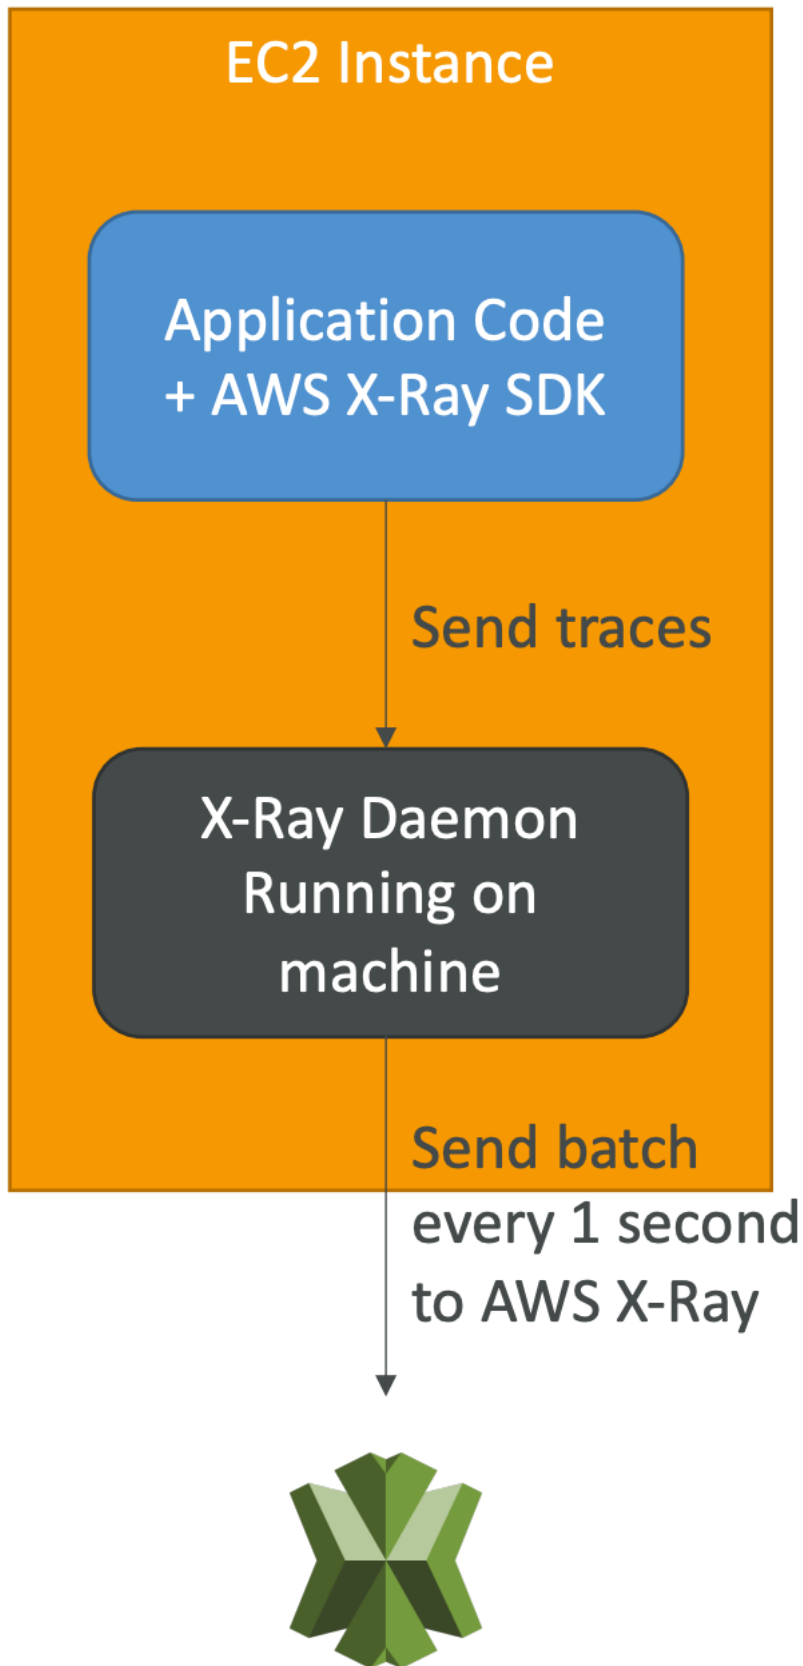 EC2 Instance
Application Code
+ AWS X-Ray SDK
Send traces
X-Ray Daemon
Running on
machine
Send batch
every 1 second
to AWS X-Ray